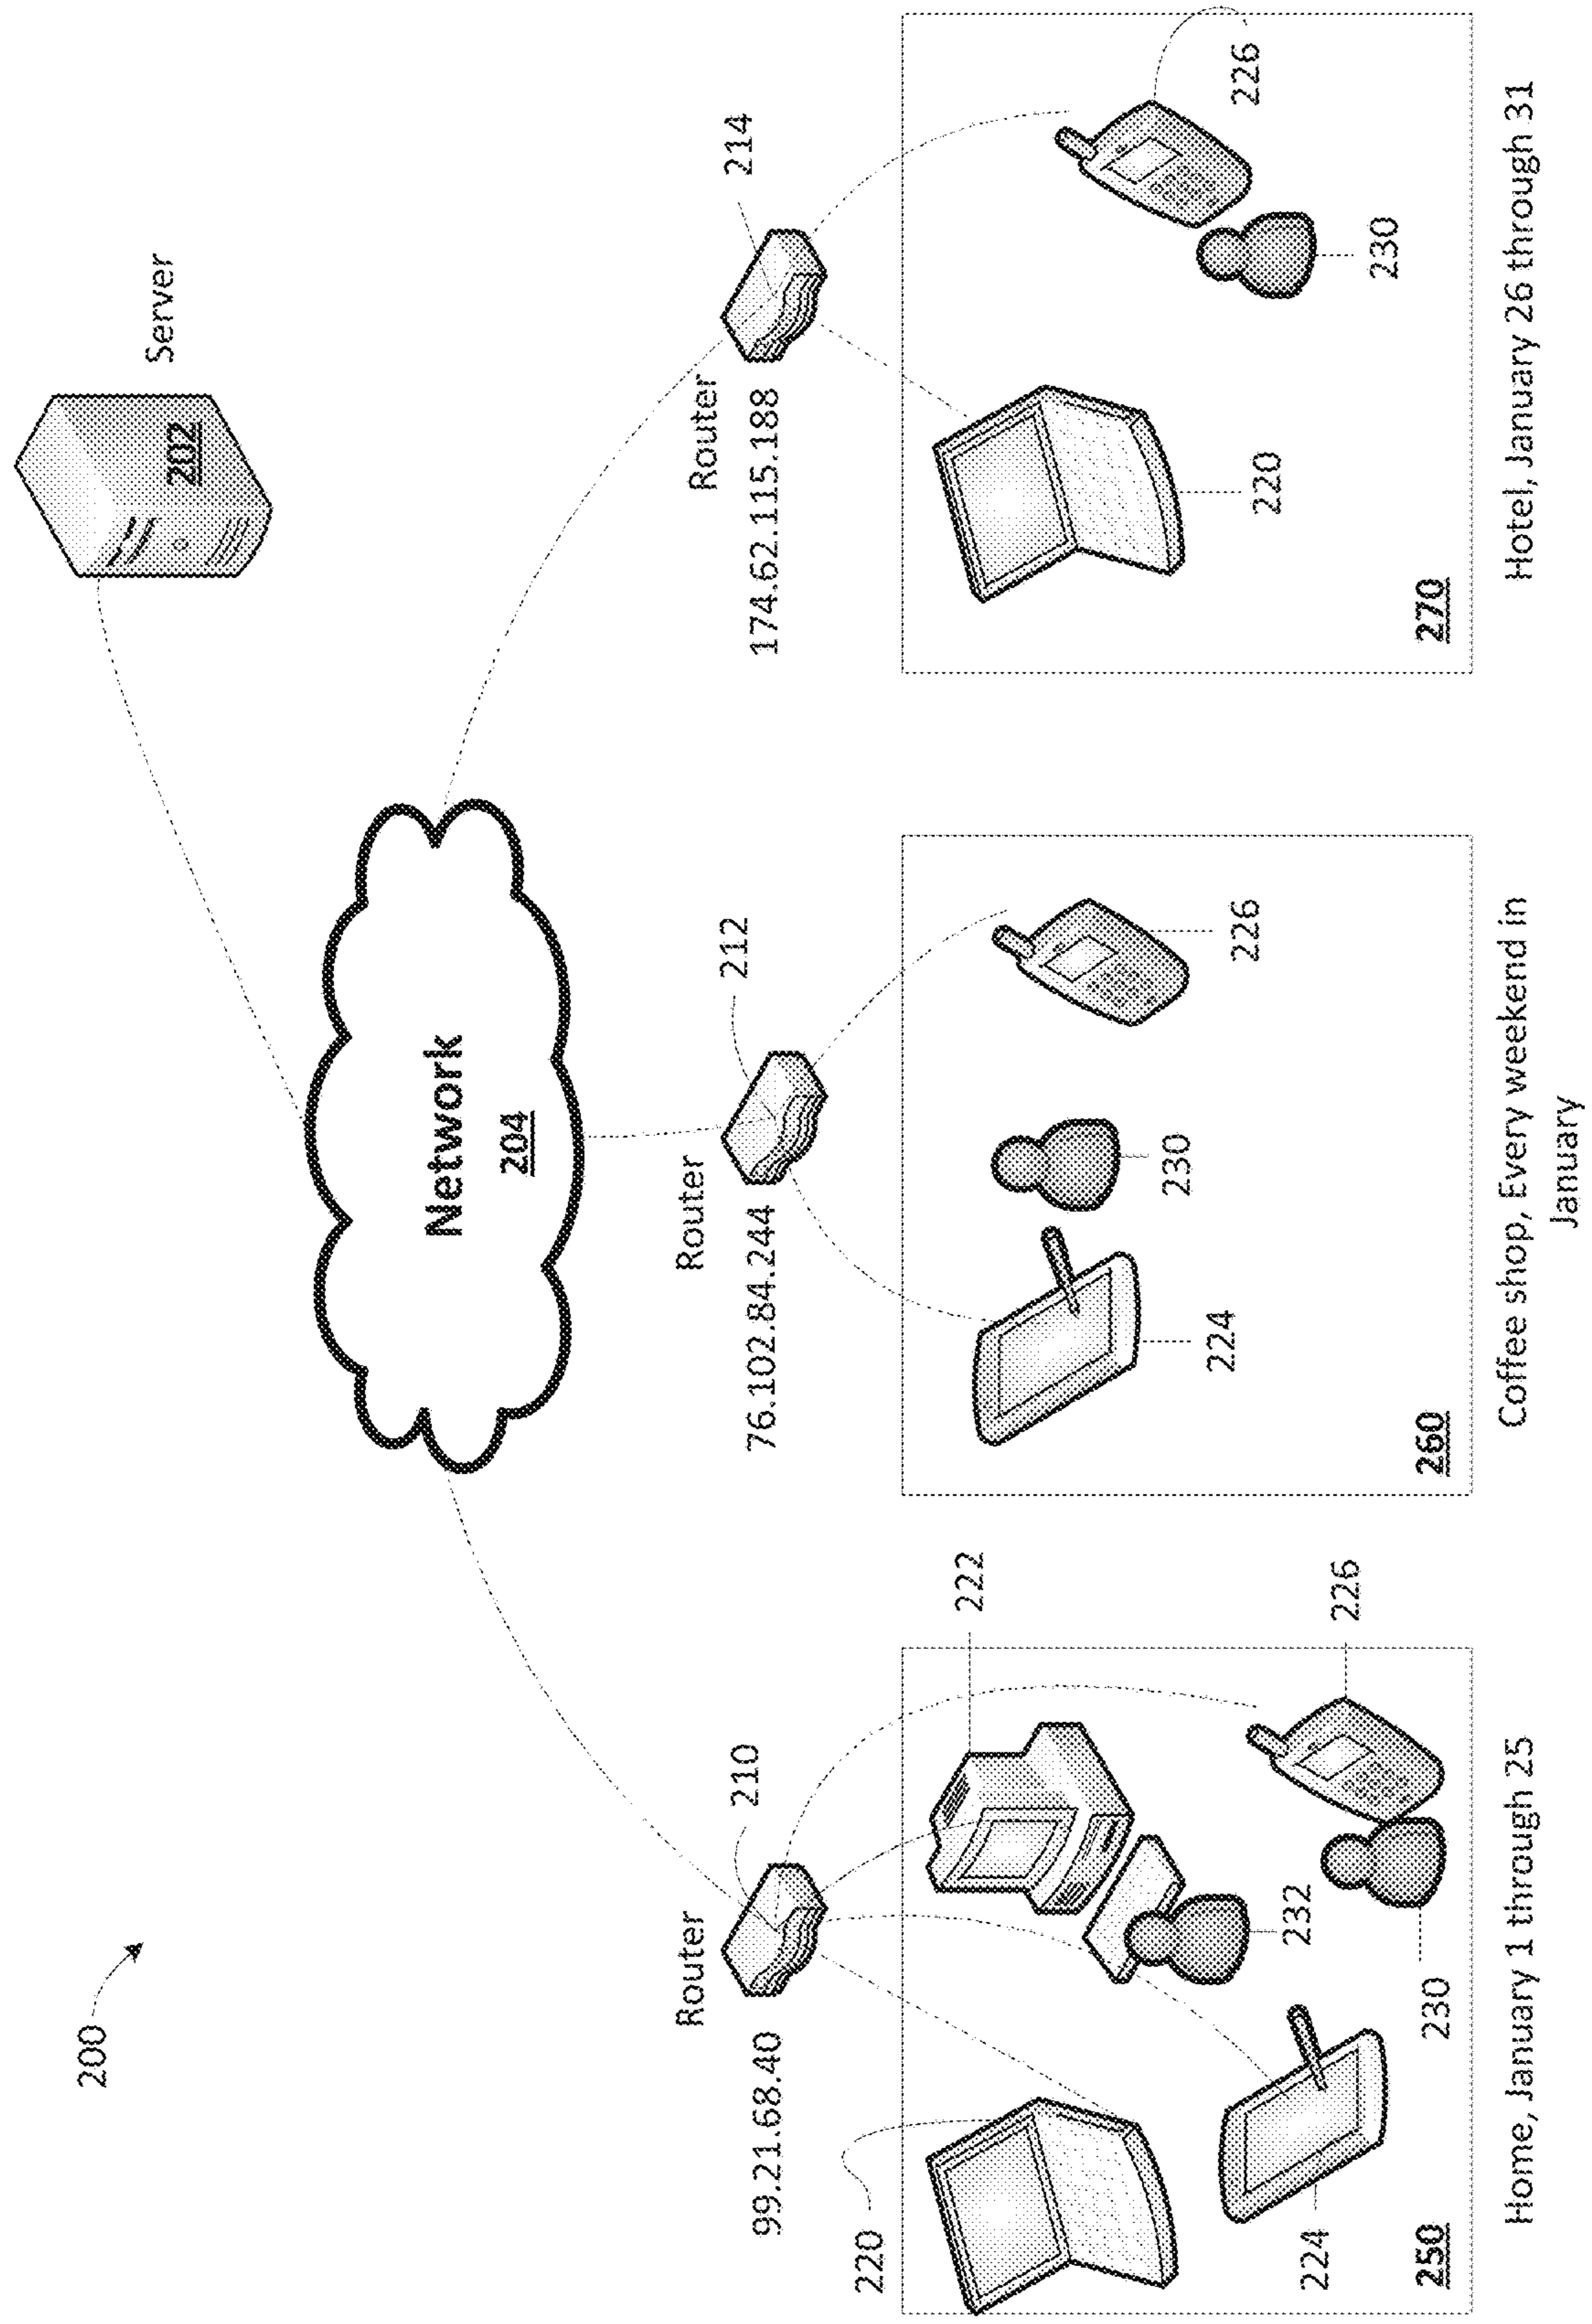 200
Server
202
Network
204
Router
99.21.68.40
210
Router
76.102.84.244
212
Router
174.62.115.188
214
220
222
224
226
230
232
250
Home, January 1 through 25
224
230
226
260
Coffee shop, Every weekend in
January
220
230
226
270
Hotel, January 26 through 31